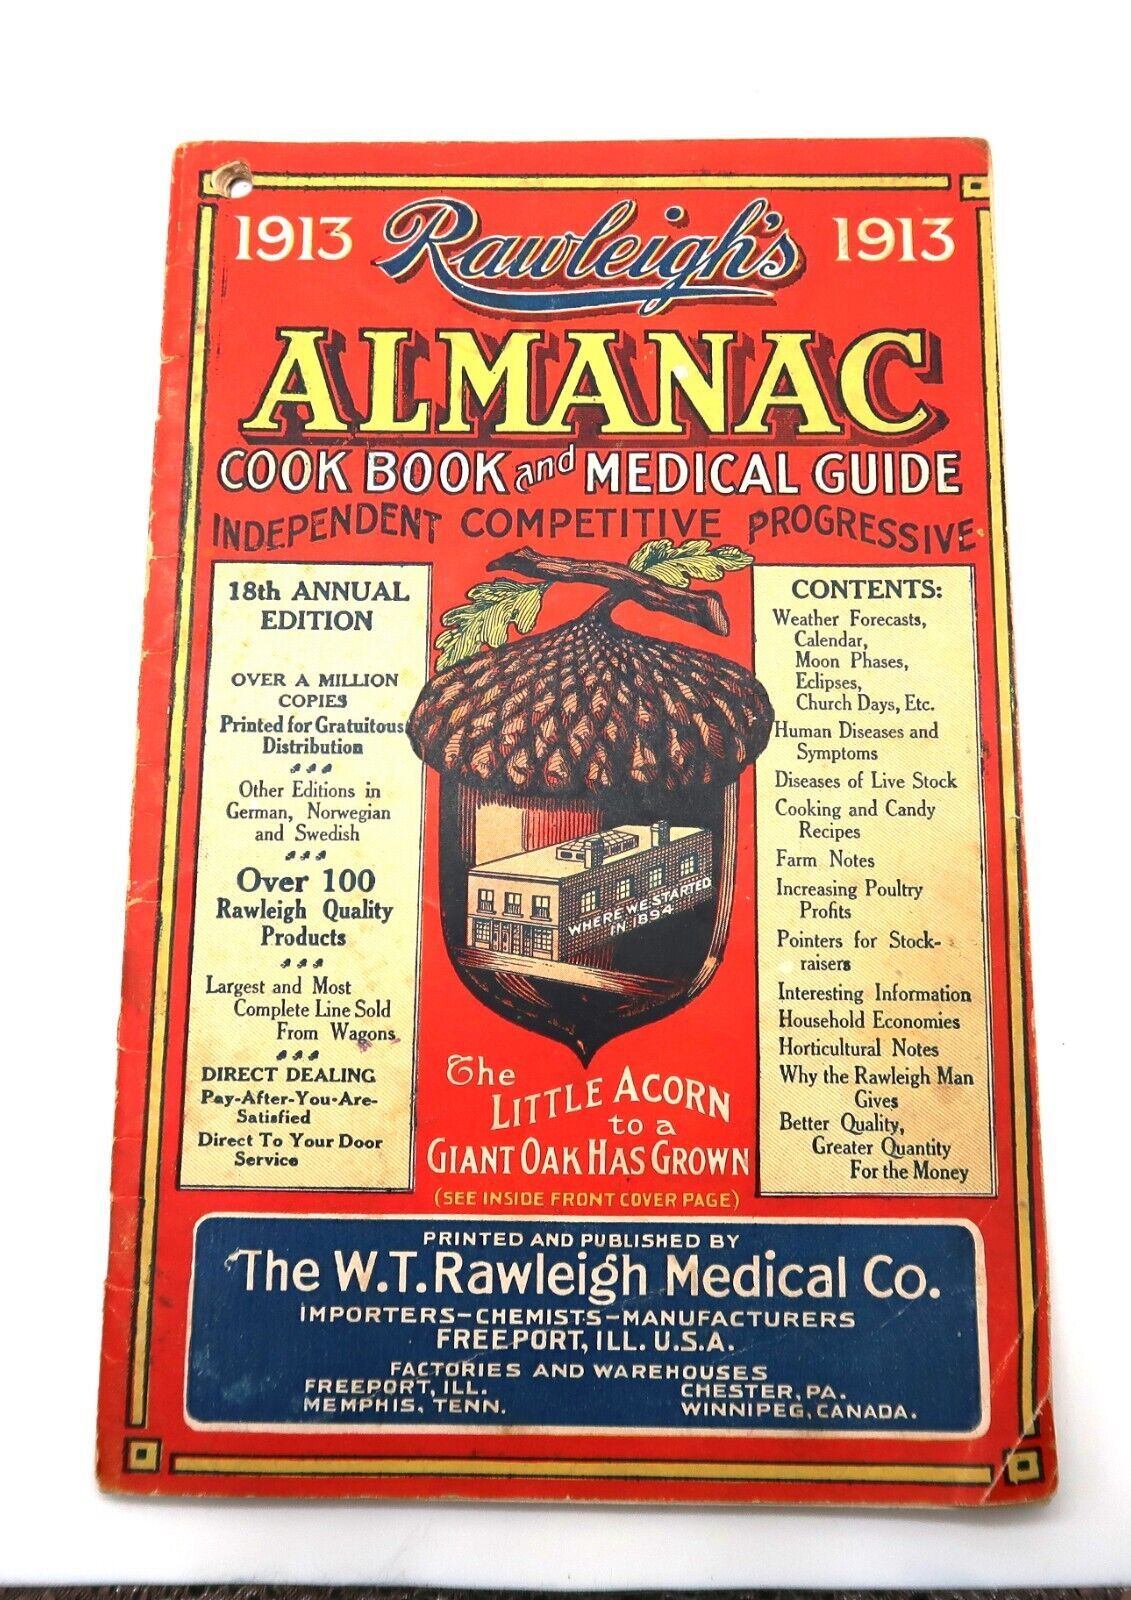 1913 Rawleigh's 1913
ALMANAC
COOK BOOK and MEDICAL GUIDE
INDEPENDENT COMPETITIVE PROGRESSIVE
18th ANNUAL
EDITION
OVER A MILLION
COPIES
Printed for Gratuitous
Distribution
Other Editions in
German, Norwegian
and Swedish
Over 100
Rawleigh Quality
Products
Largest and Most
Complete Line Sold
From Wagons
DIRECT DEALING
Pay-After-You-Are-
Satisfied
Direct To Your Door
Service
WHERE WE STARTED
IN 1894
The
LITTLE ACORN
to a
GIANT OAK HAS GROWN
(SEE INSIDE FRONT COVER PAGE)
CONTENTS:
Weather Forecasts,
Calendar,
Moon Phases,
Eclipses,
Church Days, Etc.
Human Diseases and
Symptoms
Diseases of Live Stock
Cooking and Candy
Recipes
Farm Notes
Increasing Poultry
Profits
Pointers for Stock-
raisers
Interesting Information
Household Economies
Horticultural Notes
Why the Rawleigh Man
Gives
Better Quality,
Greater Quantity
For the Money
PRINTED AND PUBLISHED BY
The W.T. Rawleigh Medical Co.
IMPORTERS-CHEMISTS-MANUFACTURERS
FREEPORT, ILL. U.S.A.
FACTORIES AND WAREHOUSES
FREEPORT, ILL. CHESTER, PA.
MEMPHIS, TENN. WINNIPEG, CANADA.